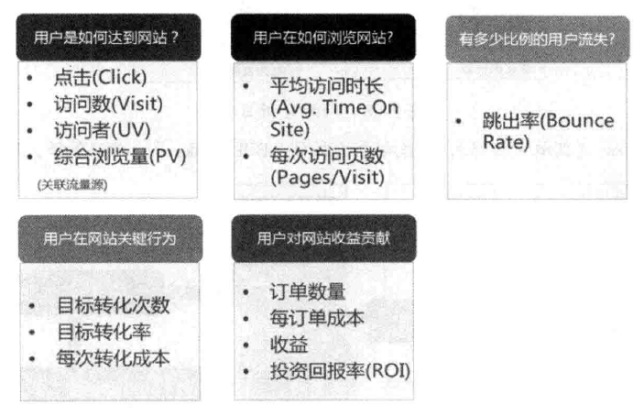 用户是如何达到网站？
• 点击(Click)
• 访问数(Visit)
• 访问者(UV)
• 综合浏览量(PV)
(关联流量源)
用户在如何浏览网站?
• 平均访问时长
(Avg. Time On
Site)
• 每次访问页数
(Pages/Visit)
有多少比例的用户流失?
• 跳出率(Bounce
Rate)
用户在网站关键行为
• 目标转化次数
• 目标转化率
• 每次转化成本
用户对网站收益贡献
• 订单数量
• 每订单成本
• 收益
• 投资回报率(ROI)